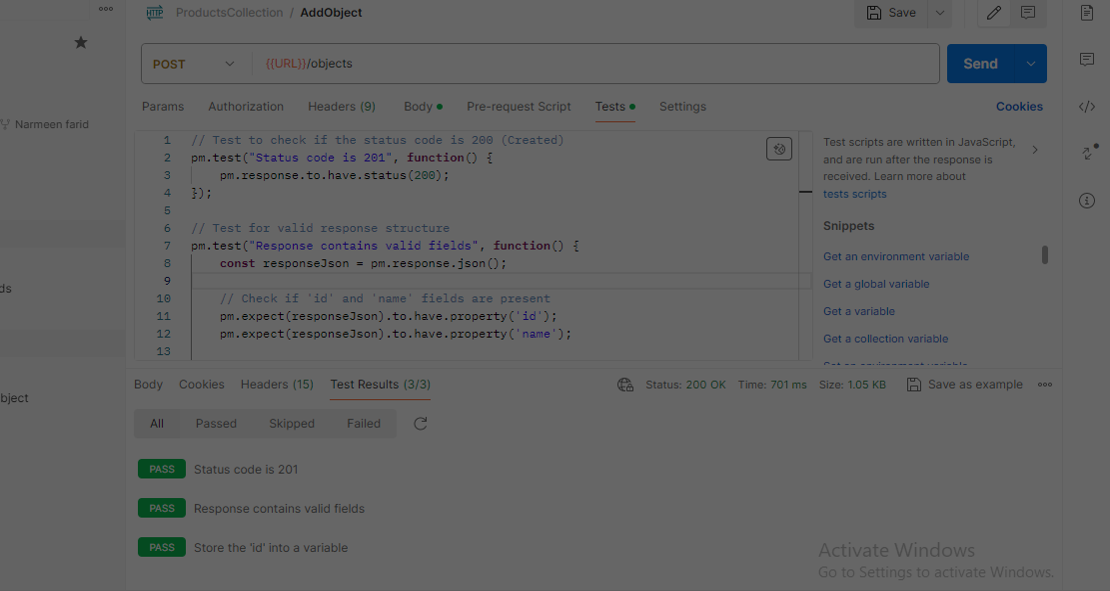 HTTP ProductsCollection / AddObject
Save
POST {{URL}}/objects
Send
Params Authorization Headers (9) Body Pre-request Script Tests Settings
Cookies
Narmeen farid
1 // Test to check if the status code is 200 (Created)
2 pm.test("Status code is 201", function() {
3 pm.response.to.have.status(200);
4 });
5
6 // Test for valid response structure
7 pm.test("Response contains valid fields", function() {
8 const responseJson = pm.response.json();
9
10 // Check if 'id' and 'name' fields are present
11 pm.expect(responseJson).to.have.property('id');
12 pm.expect(responseJson).to.have.property('name');
13
Test scripts are written in JavaScript,
and are run after the response is
received. Learn more about
tests scripts
Snippets
Get an environment variable
Get a global variable
Get a variable
Get a collection variable
ds
bject
Body Cookies Headers (15) Test Results (3/3)
Status: 200 OK Time: 701 ms Size: 1.05 KB
Save as example
All Passed Skipped Failed
PASS Status code is 201
PASS Response contains valid fields
PASS Store the 'id' into a variable
Activate Windows
Go to Settings to activate Windows.